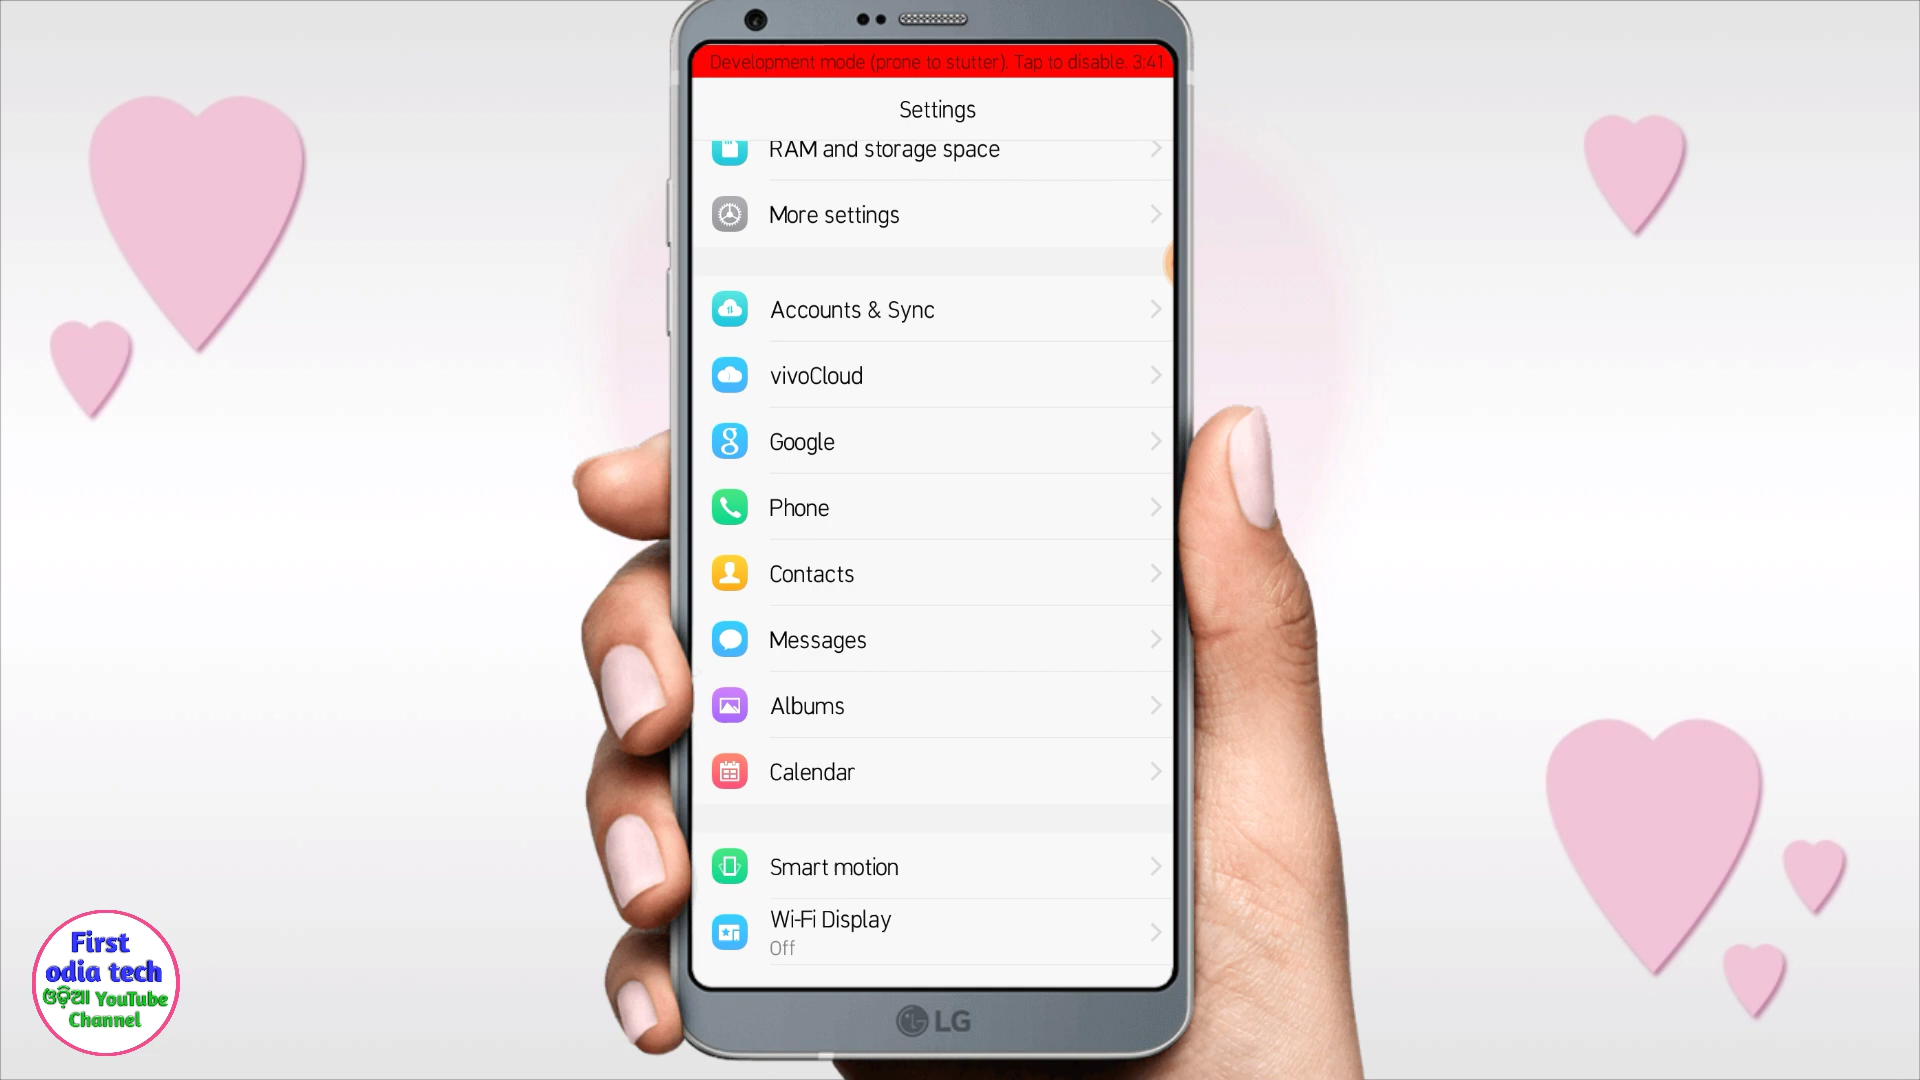 Development mode (prone to stutter). Tap to disable. 3:41
Settings
RAM and storage space
More settings
Accounts & Sync
vivoCloud
Google
Phone
Contacts
Messages
Albums
Calendar
Smart motion
Wi-Fi Display
Off
LG
First
odia tech
ଓଡ଼ିଆ YouTube
Channel